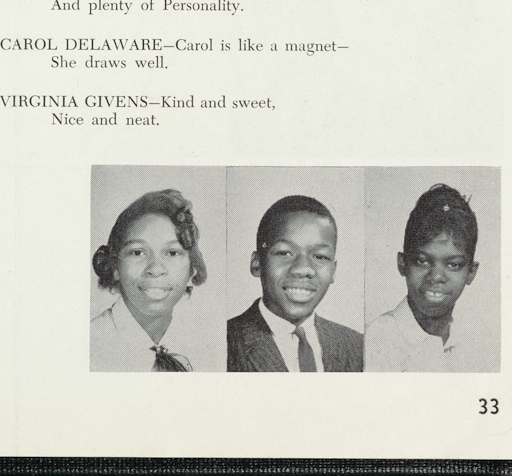 And plenty of Personality.
CAROL DELAWARE—Carol is like a magnet—
She draws well.
VIRGINIA GIVENS—Kind and sweet,
Nice and neat.
33